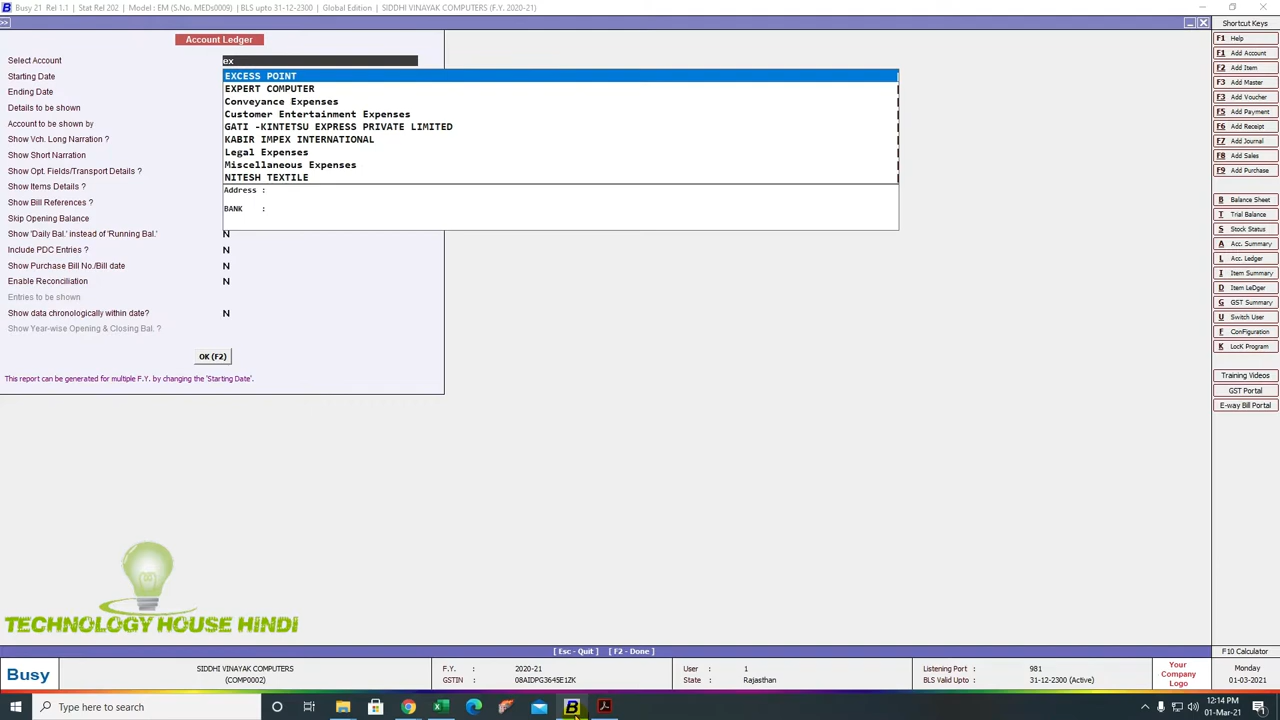 Busy 21 Rel 1.1 | Stat Rel 202 | Model : EM (S.No. MEDs0009) | BLS upto 31-12-2300 | Global Edition | SIDDHI VINAYAK COMPUTERS (F.Y. 2020-21)
>>
Shortcut Keys
Account Ledger
Select Account ex
Starting Date
Ending Date
Details to be shown
Account to be shown by
Show Vch. Long Narration ?
Show Short Narration
Show Opt. Fields/Transport Details ?
Show Items Details ?
Show Bill References ?
Skip Opening Balance
Show 'Daily Bal.' instead of 'Running Bal.' N
Include PDC Entries ? N
Show Purchase Bill No./Bill date N
Enable Reconciliation N
Entries to be shown
Show data chronologically within date? N
Show Year-wise Opening & Closing Bal. ?
OK (F2)
This report can be generated for multiple F.Y. by changing the 'Starting Date'.
EXCESS POINT
EXPERT COMPUTER
Conveyance Expenses
Customer Entertainment Expenses
GATI -KINTETSU EXPRESS PRIVATE LIMITED
KABIR IMPEX INTERNATIONAL
Legal Expenses
Miscellaneous Expenses
NITESH TEXTILE
Address :
BANK :
F1 Help
F1 Add Account
F2 Add Item
F3 Add Master
F3 Add Voucher
F5 Add Payment
F6 Add Receipt
F7 Add Journal
F8 Add Sales
F9 Add Purchase
B Balance Sheet
T Trial Balance
S Stock Status
A Acc. Summary
L Acc. Ledger
I Item Summary
D Item LeDger
G GST Summary
U Switch User
F ConFiguration
K LocK Program
Training Videos
GST Portal
E-way Bill Portal
TECHNOLOGY HOUSE HINDI
[ Esc - Quit ] [ F2 - Done ]
F10 Calculator
Busy
SIDDHI VINAYAK COMPUTERS
(COMP0002)
F.Y. : 2020-21
GSTIN : 08AIDPG3645E1ZK
User : 1
State : Rajasthan
Listening Port : 981
BLS Valid Upto : 31-12-2300 (Active)
Your
Company
Logo
Monday
01-03-2021
Type here to search
12:14 PM
01-Mar-21